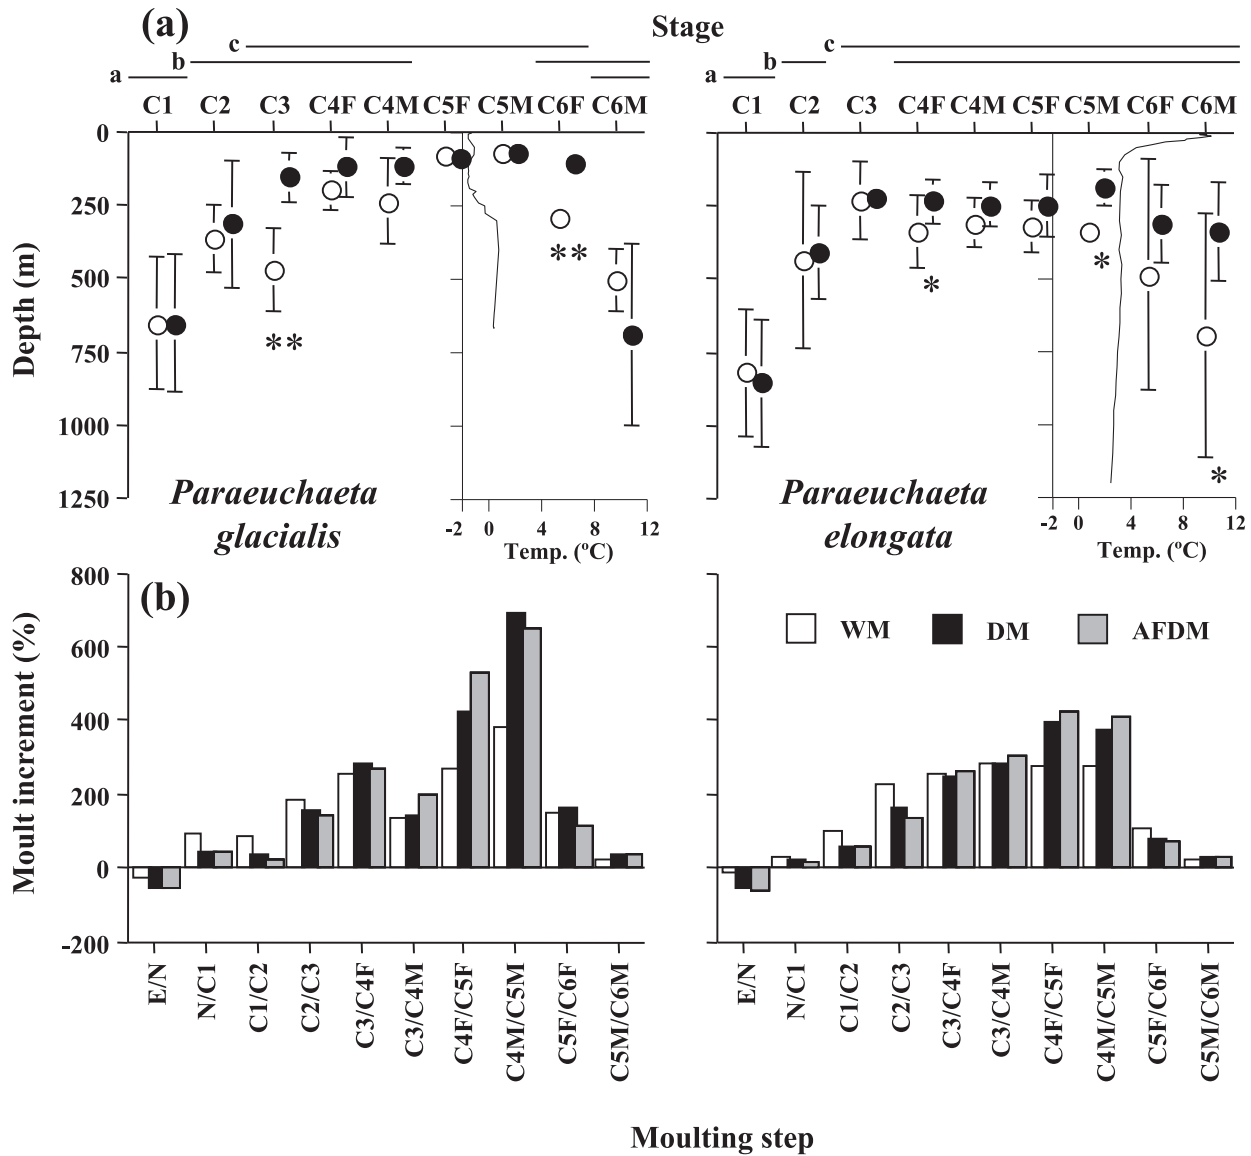 (a)
Stage
c
b
a
C1 C2 C3 C4F C4M C5F C5M C6F C6M
c
b
a
C1 C2 C3 C4F C4M C5F C5M C6F C6M
Depth (m)
0
250
500
750
1000
1250
**
**
Paraeuchaeta
glacialis
-2 0 4 8 12
Temp. (ºC)
*
*
*
Paraeuchaeta
elongata
-2 0 4 8 12
Temp. (ºC)
(b)
Moult increment (%)
800
600
400
200
0
-200
WM DM AFDM
E/N N/C1 C1/C2 C2/C3 C3/C4F C3/C4M C4F/C5F C4M/C5M C5F/C6F C5M/C6M
E/N N/C1 C1/C2 C2/C3 C3/C4F C3/C4M C4F/C5F C4M/C5M C5F/C6F C5M/C6M
Moulting step